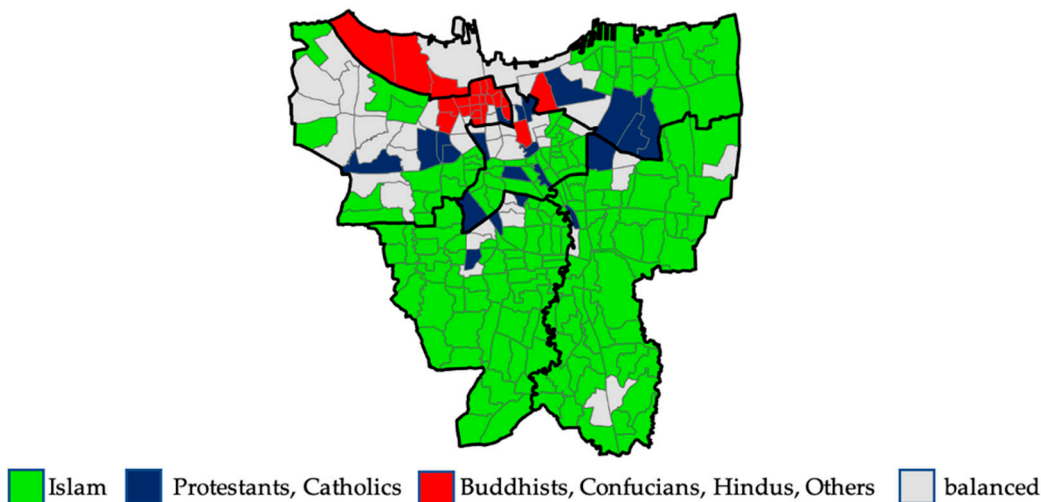 Islam
Protestants, Catholics
Buddhists, Confucians, Hindus, Others
balanced